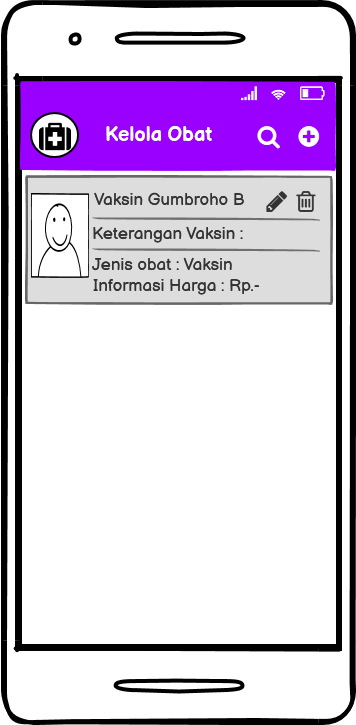 Kelola Obat
Vaksin Gumbroho B
Keterangan Vaksin :
Jenis obat : Vaksin
Informasi Harga : Rp.-